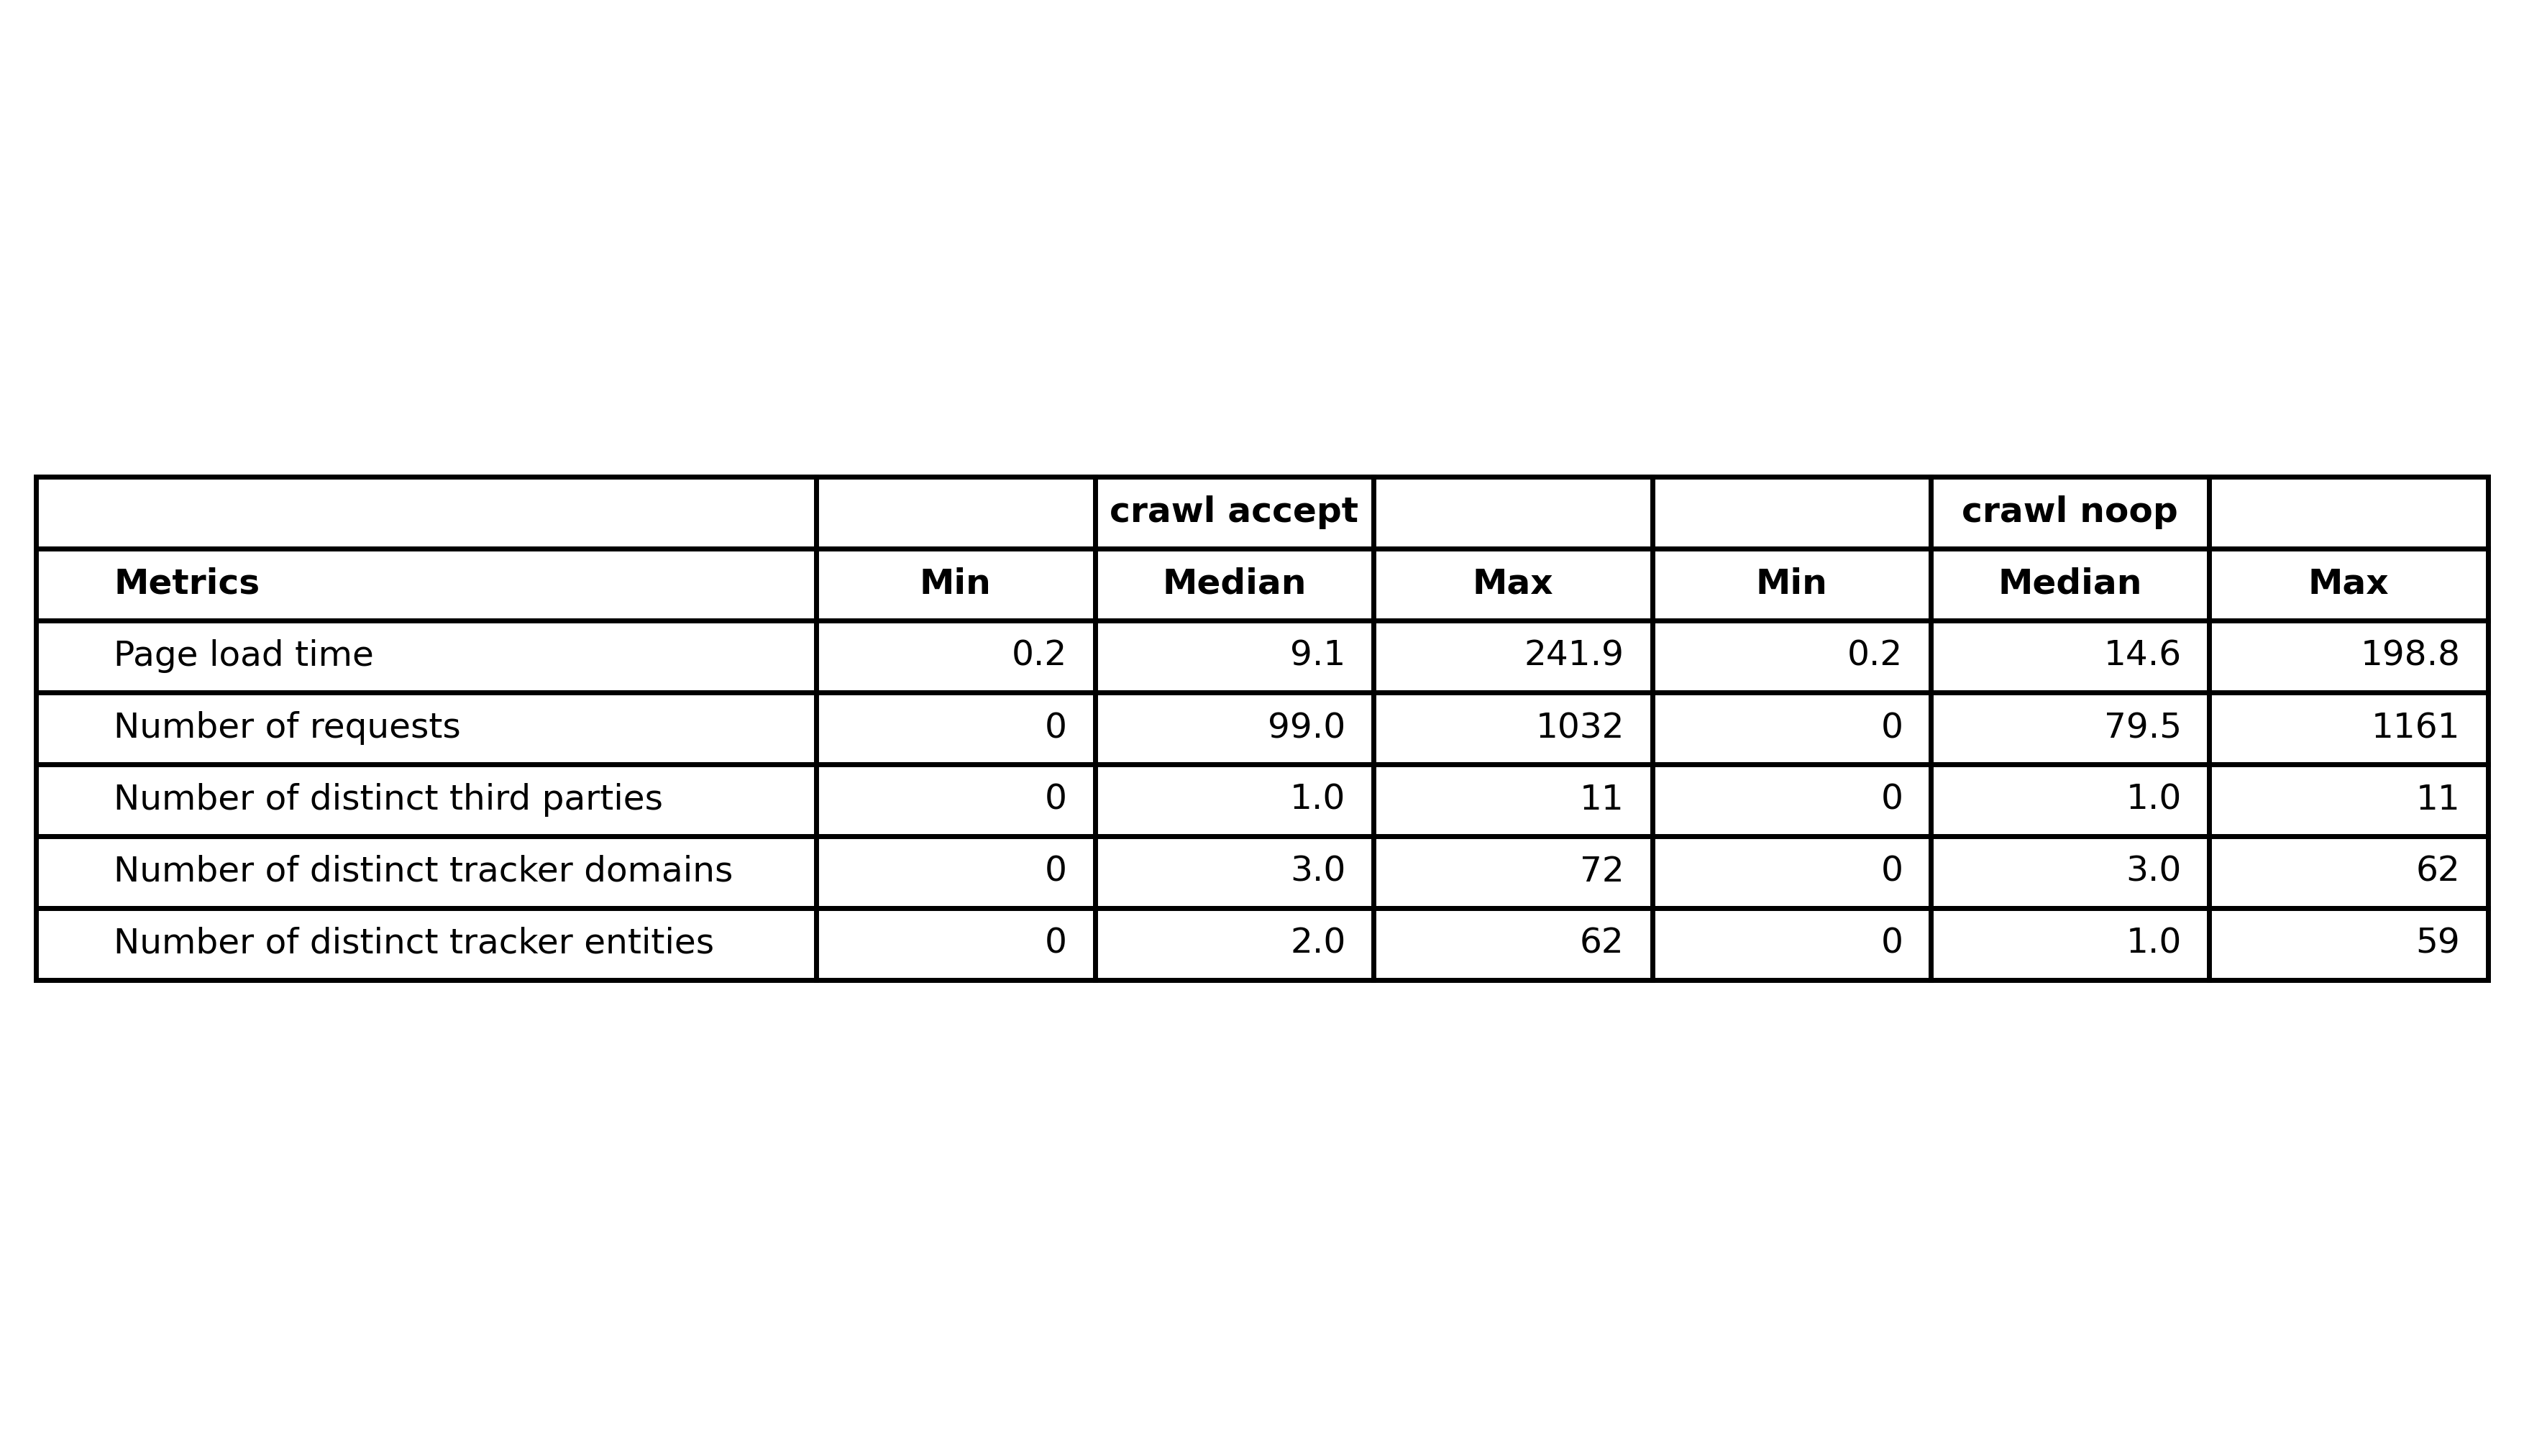 crawl accept crawl noop
Metrics Min Median Max Min Median Max
Page load time 0.2 9.1 241.9 0.2 14.6 198.8
Number of requests 0 99.0 1032 0 79.5 1161
Number of distinct third parties 0 1.0 11 0 1.0 11
Number of distinct tracker domains 0 3.0 72 0 3.0 62
Number of distinct tracker entities 0 2.0 62 0 1.0 59